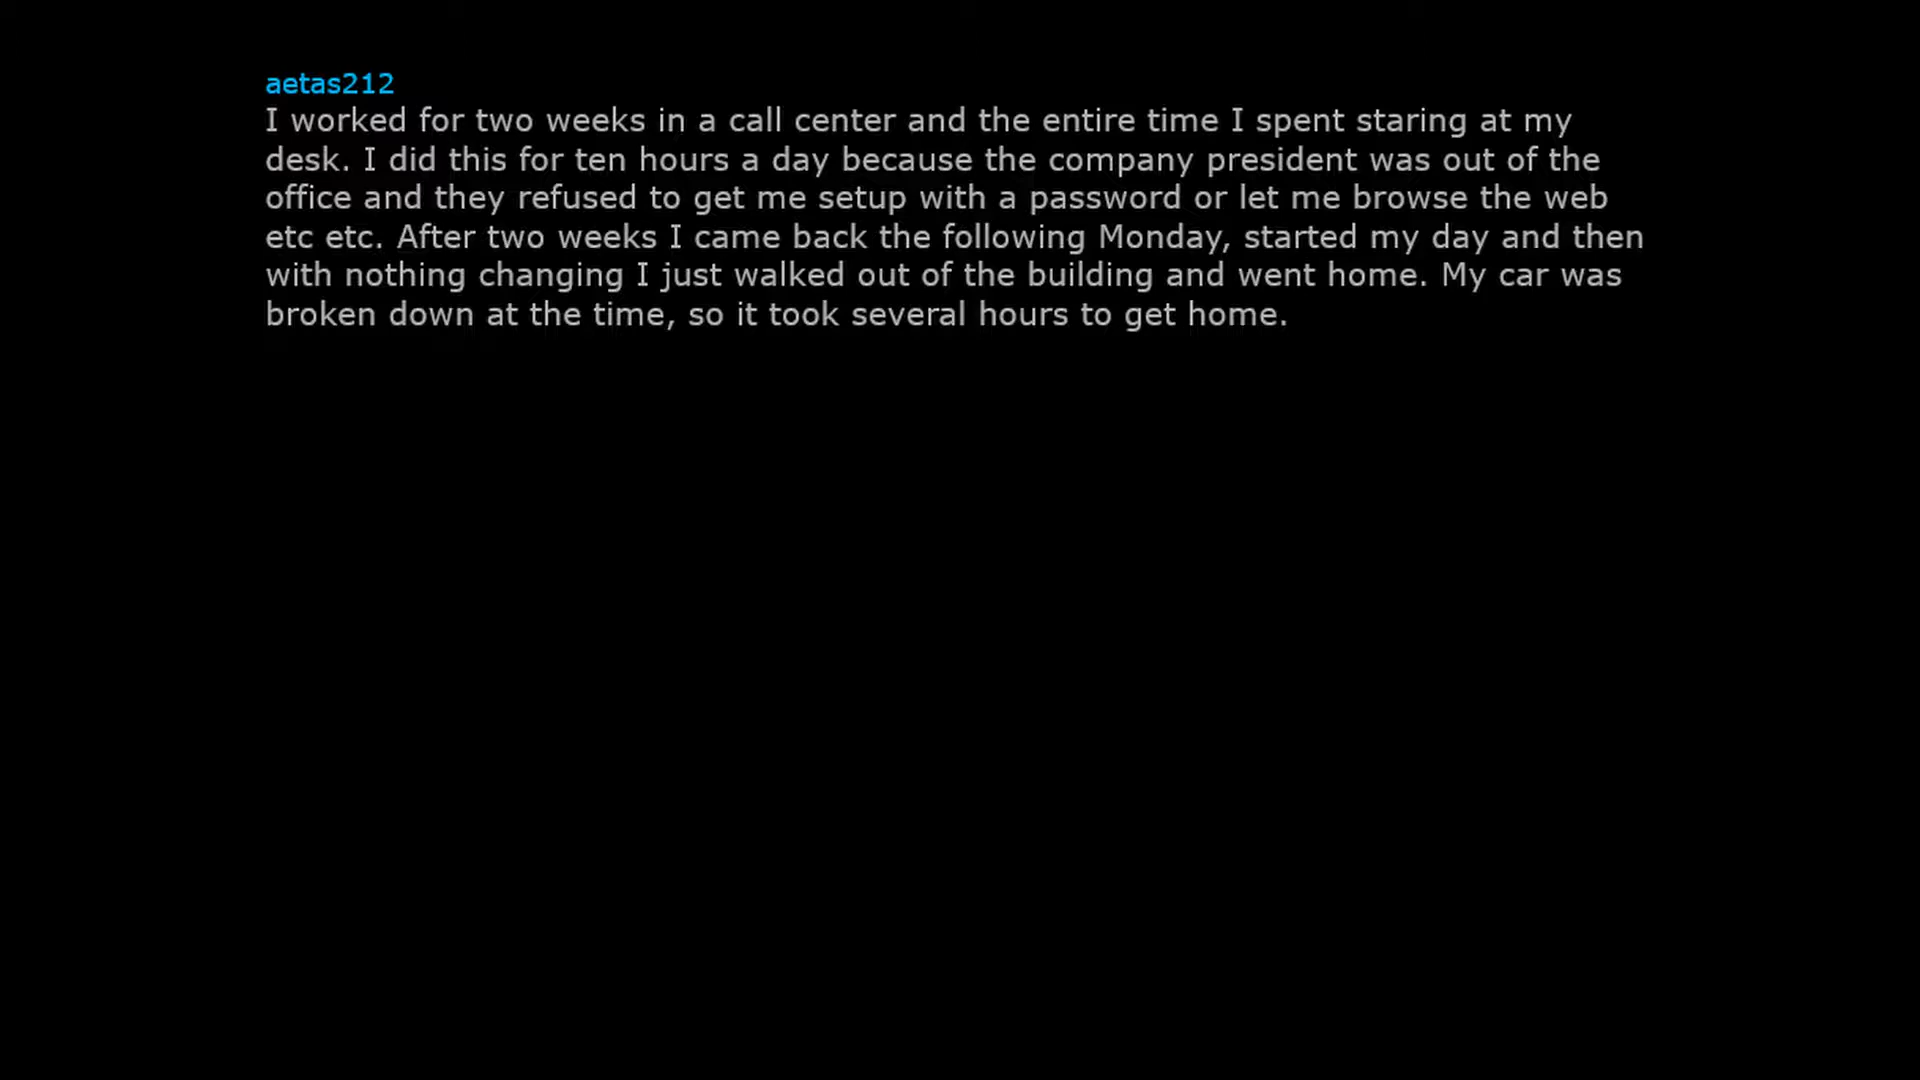 aetas212
I worked for two weeks in a call center and the entire time I spent staring at my
desk. I did this for ten hours a day because the company president was out of the
office and they refused to get me setup with a password or let me browse the web
etc etc. After two weeks I came back the following Monday, started my day and then
with nothing changing I just walked out of the building and went home. My car was
broken down at the time, so it took several hours to get home.